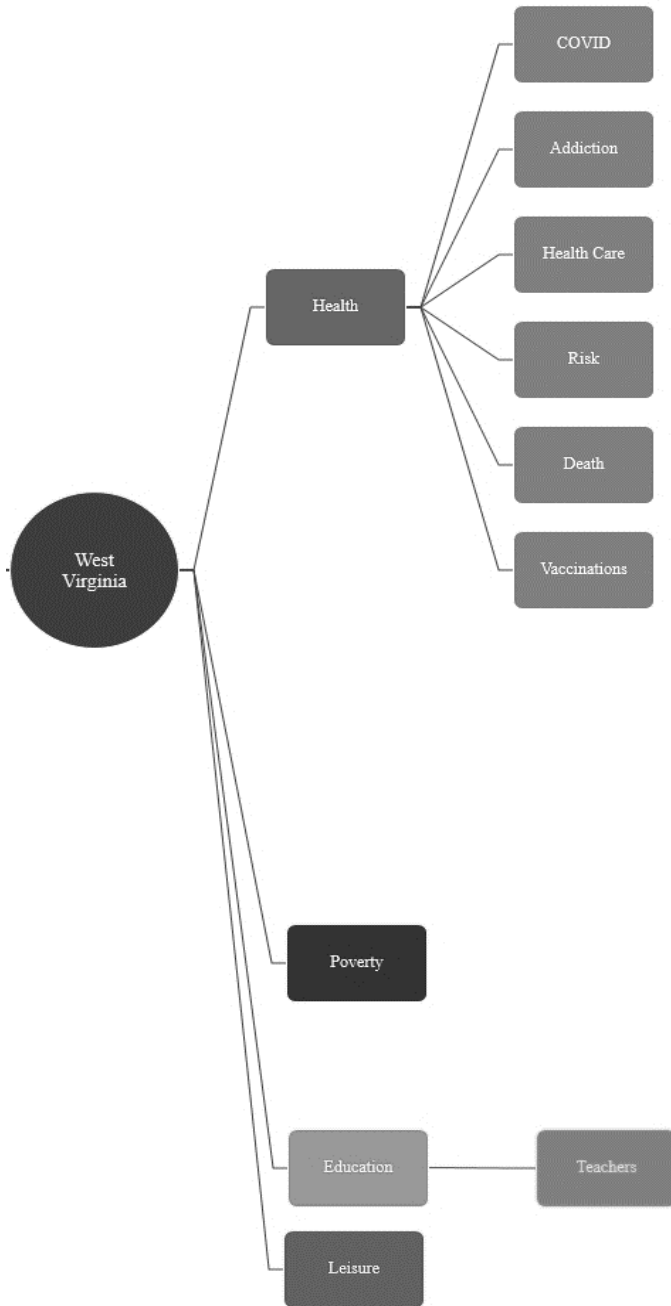 COVID
Addiction
Health Care
Health
Risk
Death
West
Virginia
Vaccinations
Poverty
Education
Teachers
Leisure